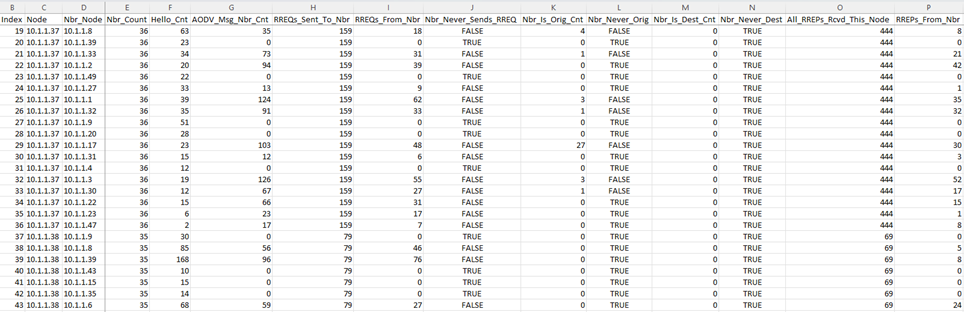 B C D E F G H I J K L M N O P
Index Node Nbr_Node Nbr_Count Hello_Cnt AODV_Msg_Nbr_Cnt RREQs_Sent_To_Nbr RREQs_From_Nbr Nbr_Never_Sends_RREQ Nbr_Is_Orig_Cnt Nbr_Never_Orig Nbr_Is_Dest_Cnt Nbr_Never_Dest All_RREPs_Rcvd_This_Node RREPs_From_Nbr
19 10.1.1.37 10.1.1.8 36 63 35 159 18 FALSE 4 FALSE 0 TRUE 444 8
20 10.1.1.37 10.1.1.39 36 23 0 159 0 TRUE 0 TRUE 0 TRUE 444 0
21 10.1.1.37 10.1.1.33 36 34 73 159 31 FALSE 1 FALSE 0 TRUE 444 21
22 10.1.1.37 10.1.1.2 36 20 94 159 39 FALSE 0 TRUE 0 TRUE 444 42
23 10.1.1.37 10.1.1.49 36 22 0 159 0 TRUE 0 TRUE 0 TRUE 444 0
24 10.1.1.37 10.1.1.27 36 33 13 159 9 FALSE 0 TRUE 0 TRUE 444 1
25 10.1.1.37 10.1.1.1 36 39 124 159 62 FALSE 3 FALSE 0 TRUE 444 35
26 10.1.1.37 10.1.1.32 36 35 91 159 33 FALSE 1 FALSE 0 TRUE 444 32
27 10.1.1.37 10.1.1.9 36 51 0 159 0 TRUE 0 TRUE 0 TRUE 444 0
28 10.1.1.37 10.1.1.20 36 28 0 159 0 TRUE 0 TRUE 0 TRUE 444 0
29 10.1.1.37 10.1.1.17 36 23 103 159 48 FALSE 27 FALSE 0 TRUE 444 30
30 10.1.1.37 10.1.1.31 36 15 12 159 6 FALSE 0 TRUE 0 TRUE 444 3
31 10.1.1.37 10.1.1.4 36 12 0 159 0 TRUE 0 TRUE 0 TRUE 444 0
32 10.1.1.37 10.1.1.3 36 19 126 159 55 FALSE 3 FALSE 0 TRUE 444 52
33 10.1.1.37 10.1.1.30 36 12 67 159 27 FALSE 1 FALSE 0 TRUE 444 17
34 10.1.1.37 10.1.1.22 36 15 66 159 31 FALSE 0 TRUE 0 TRUE 444 15
35 10.1.1.37 10.1.1.23 36 6 23 159 17 FALSE 0 TRUE 0 TRUE 444 1
36 10.1.1.37 10.1.1.47 36 2 17 159 7 FALSE 0 TRUE 0 TRUE 444 8
37 10.1.1.38 10.1.1.9 35 30 0 79 0 TRUE 0 TRUE 0 TRUE 69 0
38 10.1.1.38 10.1.1.8 35 85 56 79 46 FALSE 0 TRUE 0 TRUE 69 5
39 10.1.1.38 10.1.1.39 35 168 96 79 76 FALSE 0 TRUE 0 TRUE 69 8
40 10.1.1.38 10.1.1.43 35 10 0 79 0 TRUE 0 TRUE 0 TRUE 69 0
41 10.1.1.38 10.1.1.15 35 15 0 79 0 TRUE 0 TRUE 0 TRUE 69 0
42 10.1.1.38 10.1.1.35 35 14 0 79 0 TRUE 0 TRUE 0 TRUE 69 0
43 10.1.1.38 10.1.1.6 35 68 59 79 27 FALSE 0 TRUE 0 TRUE 69 24